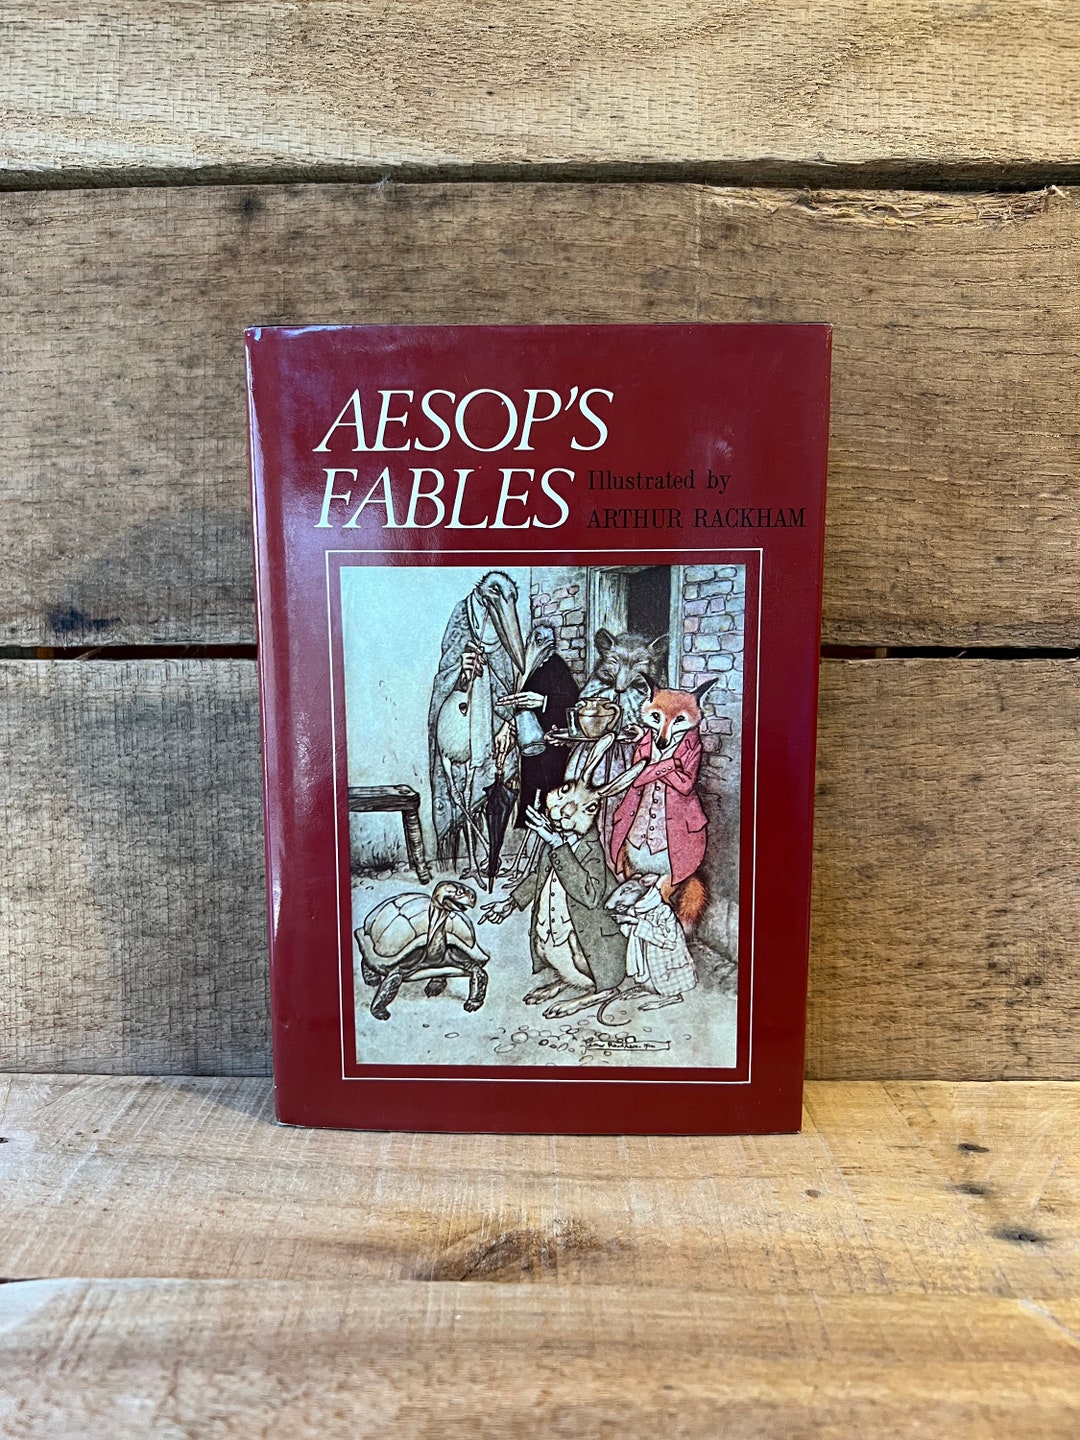 AESOP'S
FABLES
Illustrated by
ARTHUR RACKHAM